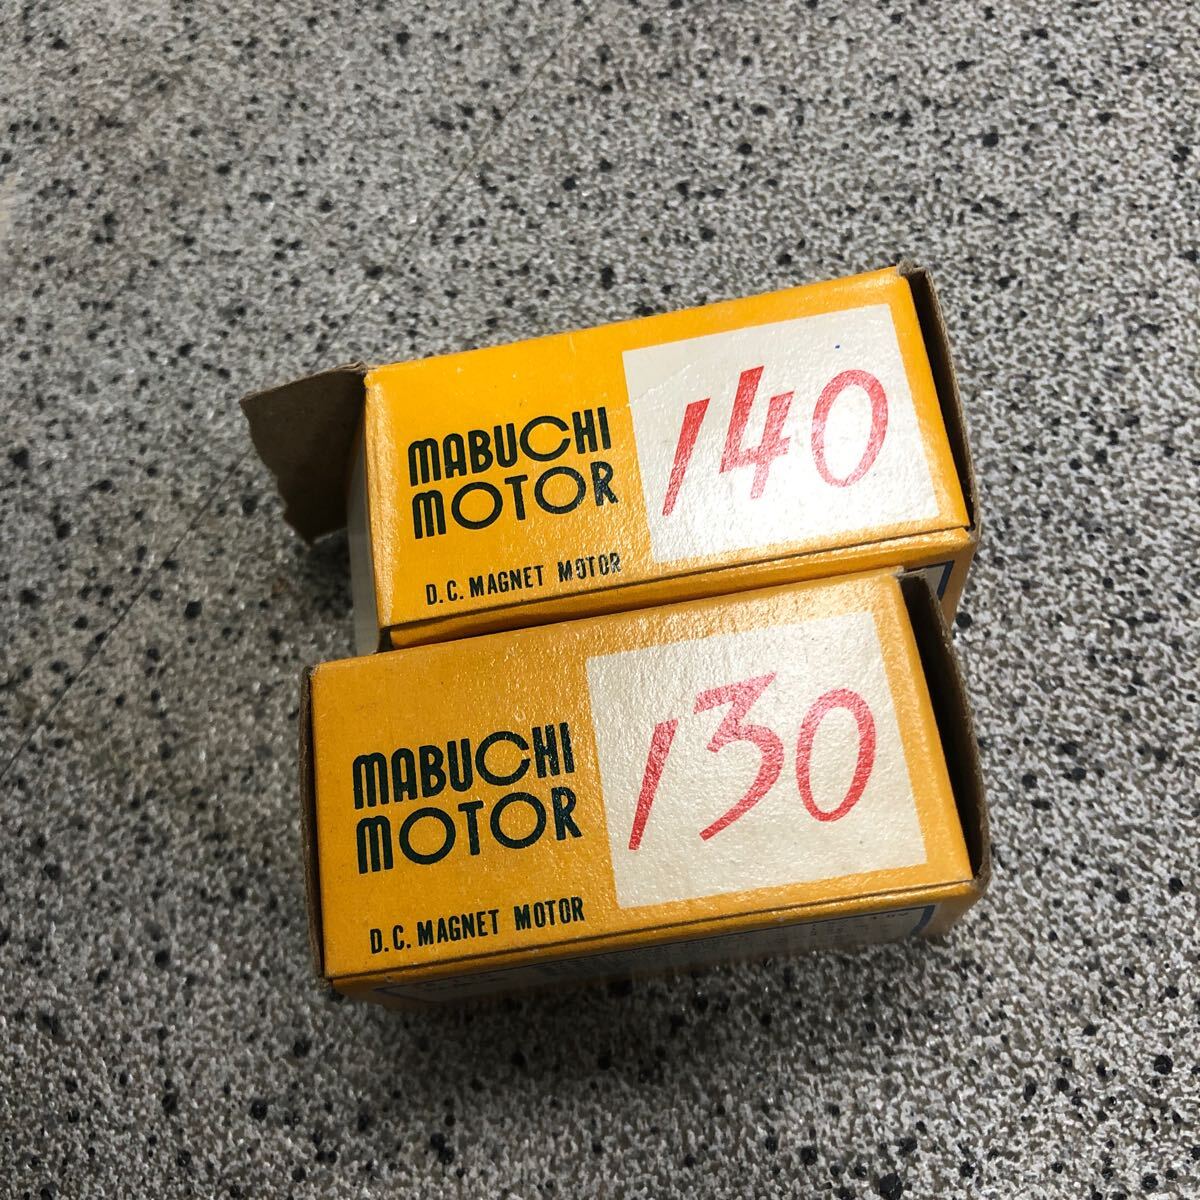 MABUCHI
MOTOR
140
D.C. MAGNET MOTOR
MABUCHI
MOTOR
130
D.C. MAGNET MOTOR